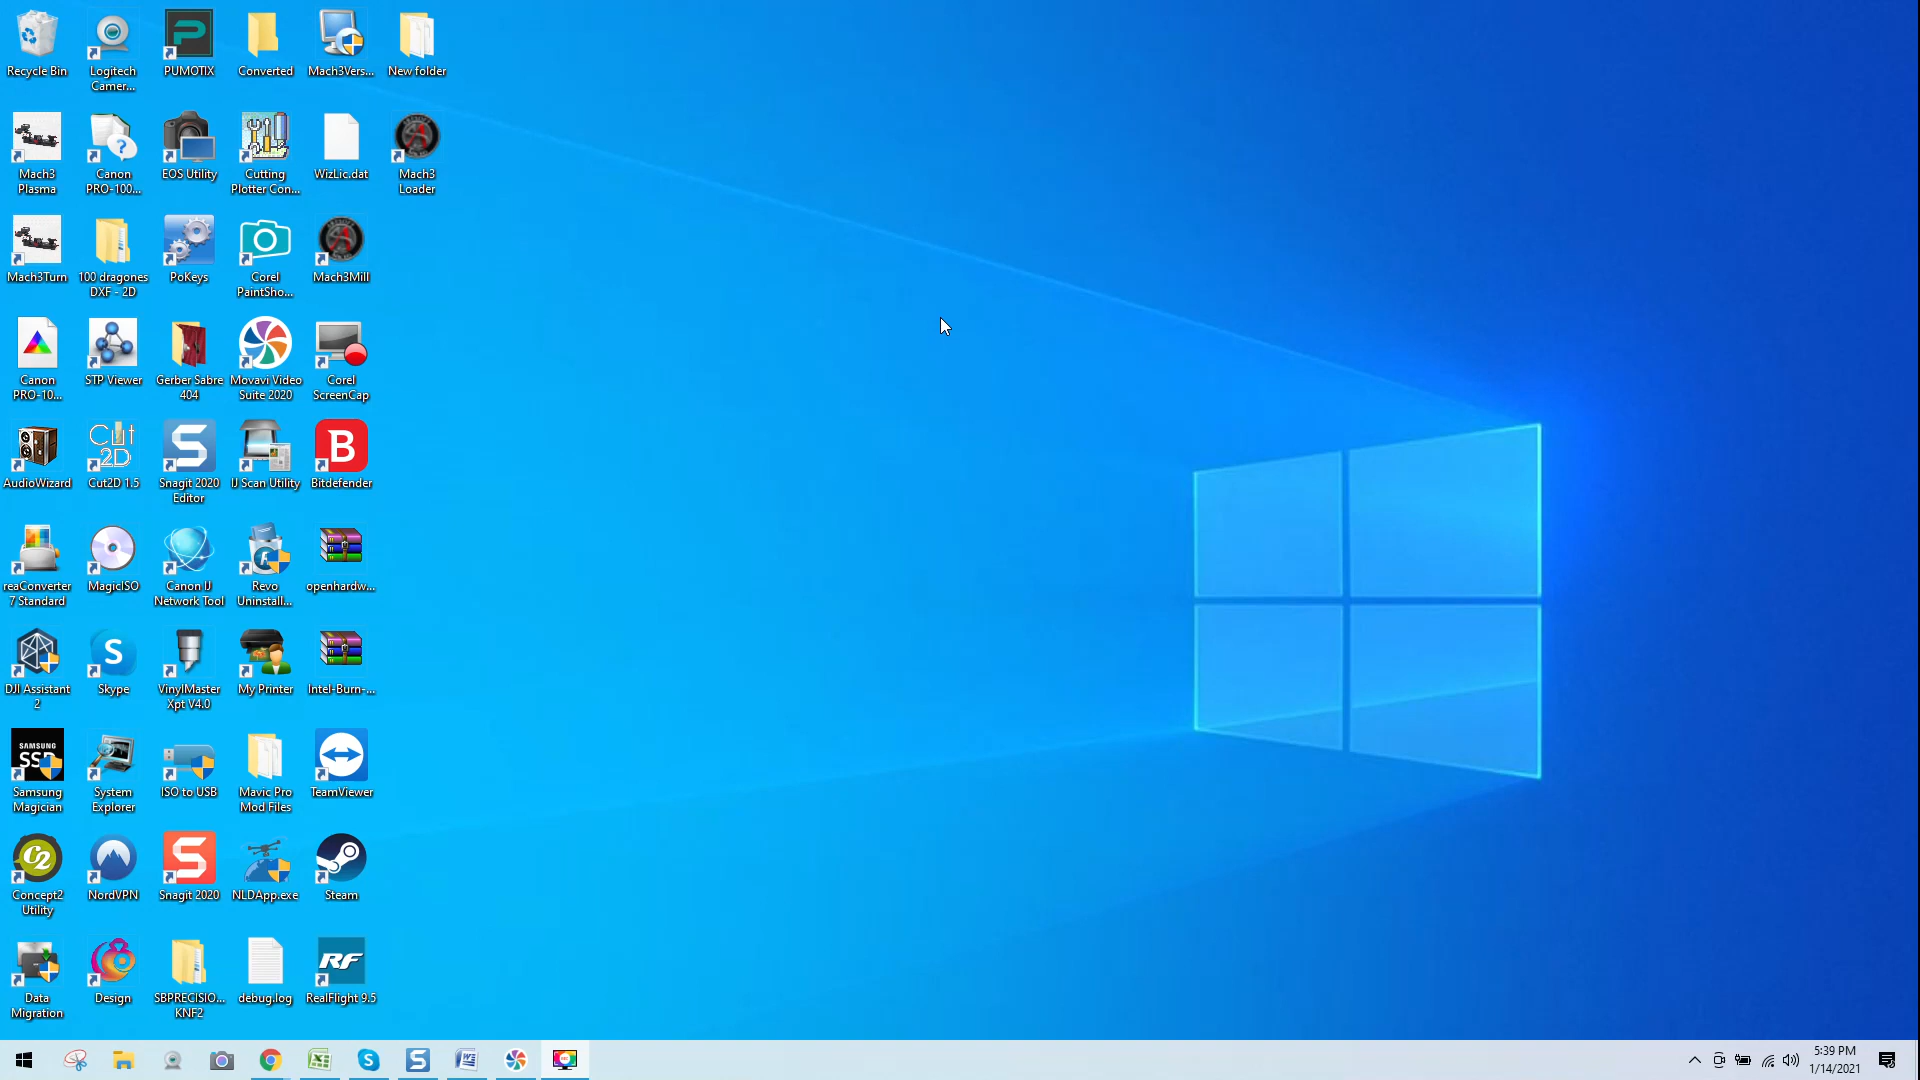 Recycle Bin
Logitech
Camer...
PUMOTIX
Converted
Mach3Vers...
New folder
Mach3
Plasma
Canon
PRO-100...
EOS Utility
Cutting
Plotter Con...
WizLic.dat
Mach3
Loader
Mach3Turn
100 dragones
DXF - 2D
PoKeys
Corel
PaintSho...
Mach3Mill
Canon
PRO-10...
STP Viewer
Gerber Sabre
404
Movavi Video
Suite 2020
Corel
ScreenCap
AudioWizard
Cut
2D
Cut2D 1.5
S
Snagit 2020
Editor
IJ Scan Utility
B
Bitdefender
reaConverter
7 Standard
MagicISO
Canon IJ
Network Tool
Revo
Uninstall...
openhardw...
DJI Assistant
2
S
Skype
VinylMaster
Xpt V4.0
My Printer
Intel-Burn-...
SAMSUNG
SSD
Samsung
Magician
System
Explorer
ISO to USB
Mavic Pro
Mod Files
TeamViewer
C2
Concept2
Utility
NordVPN
S
Snagit 2020
NLDApp.exe
Steam
Data
Migration
Design
SBPRECISIO...
KNF2
debug.log
RF
RealFlight 9.5
5:39 PM
1/14/2021